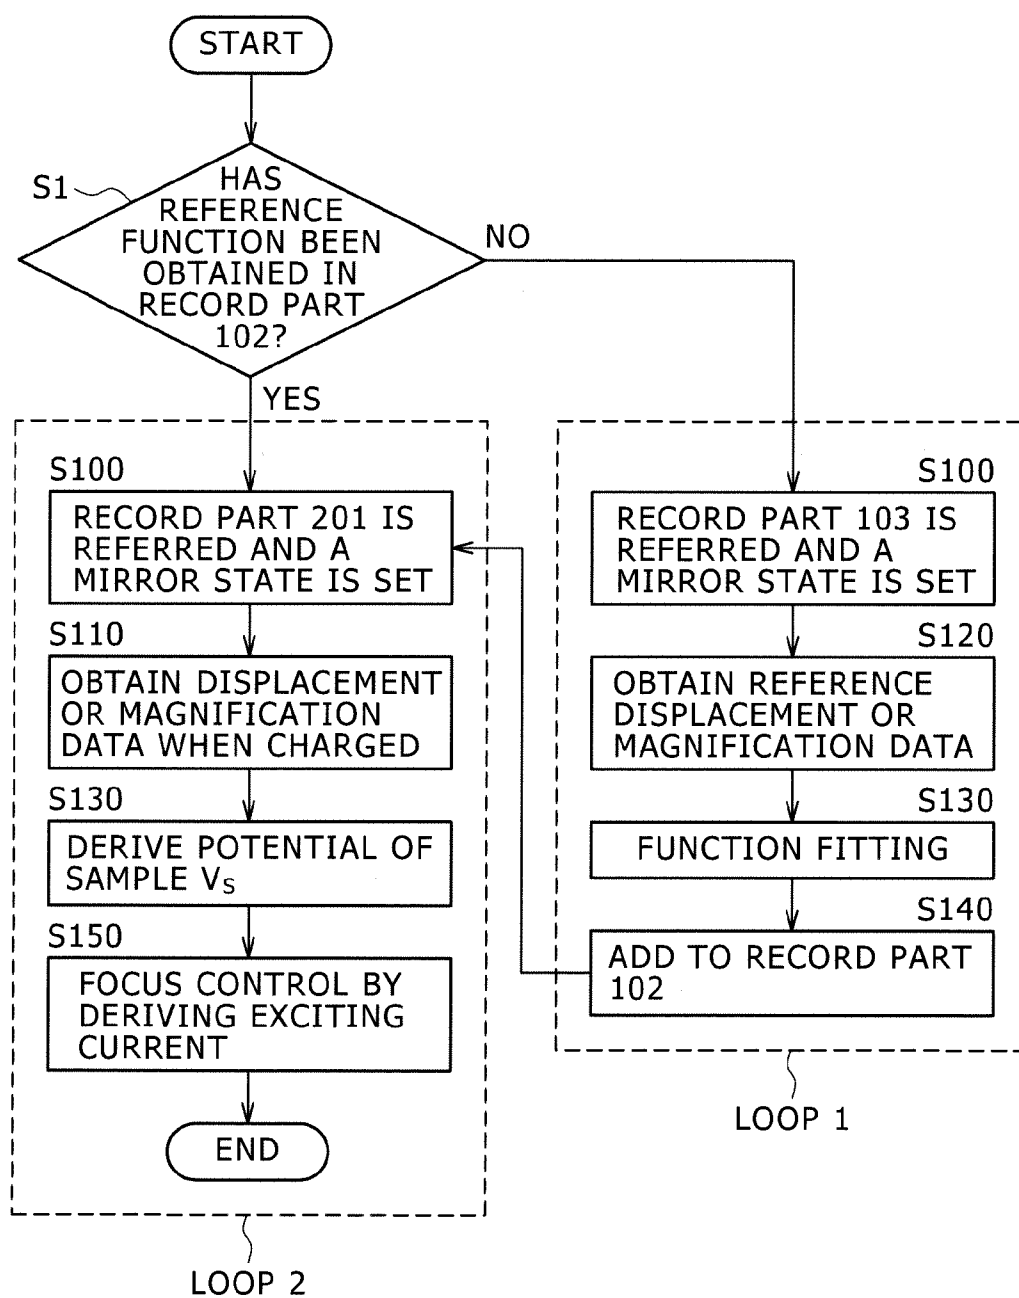 START
S1
HAS
REFERENCE
FUNCTION BEEN
OBTAINED IN
RECORD PART
102?
NO
YES
S100
RECORD PART 201 IS
REFERRED AND A
MIRROR STATE IS SET
S110
OBTAIN DISPLACEMENT
OR MAGNIFICATION
DATA WHEN CHARGED
S130
DERIVE POTENTIAL OF
SAMPLE VS
S150
FOCUS CONTROL BY
DERIVING EXCITING
CURRENT
END
LOOP 2
S100
RECORD PART 103 IS
REFERRED AND A
MIRROR STATE IS SET
S120
OBTAIN REFERENCE
DISPLACEMENT OR
MAGNIFICATION DATA
S130
FUNCTION FITTING
S140
ADD TO RECORD PART
102
LOOP 1